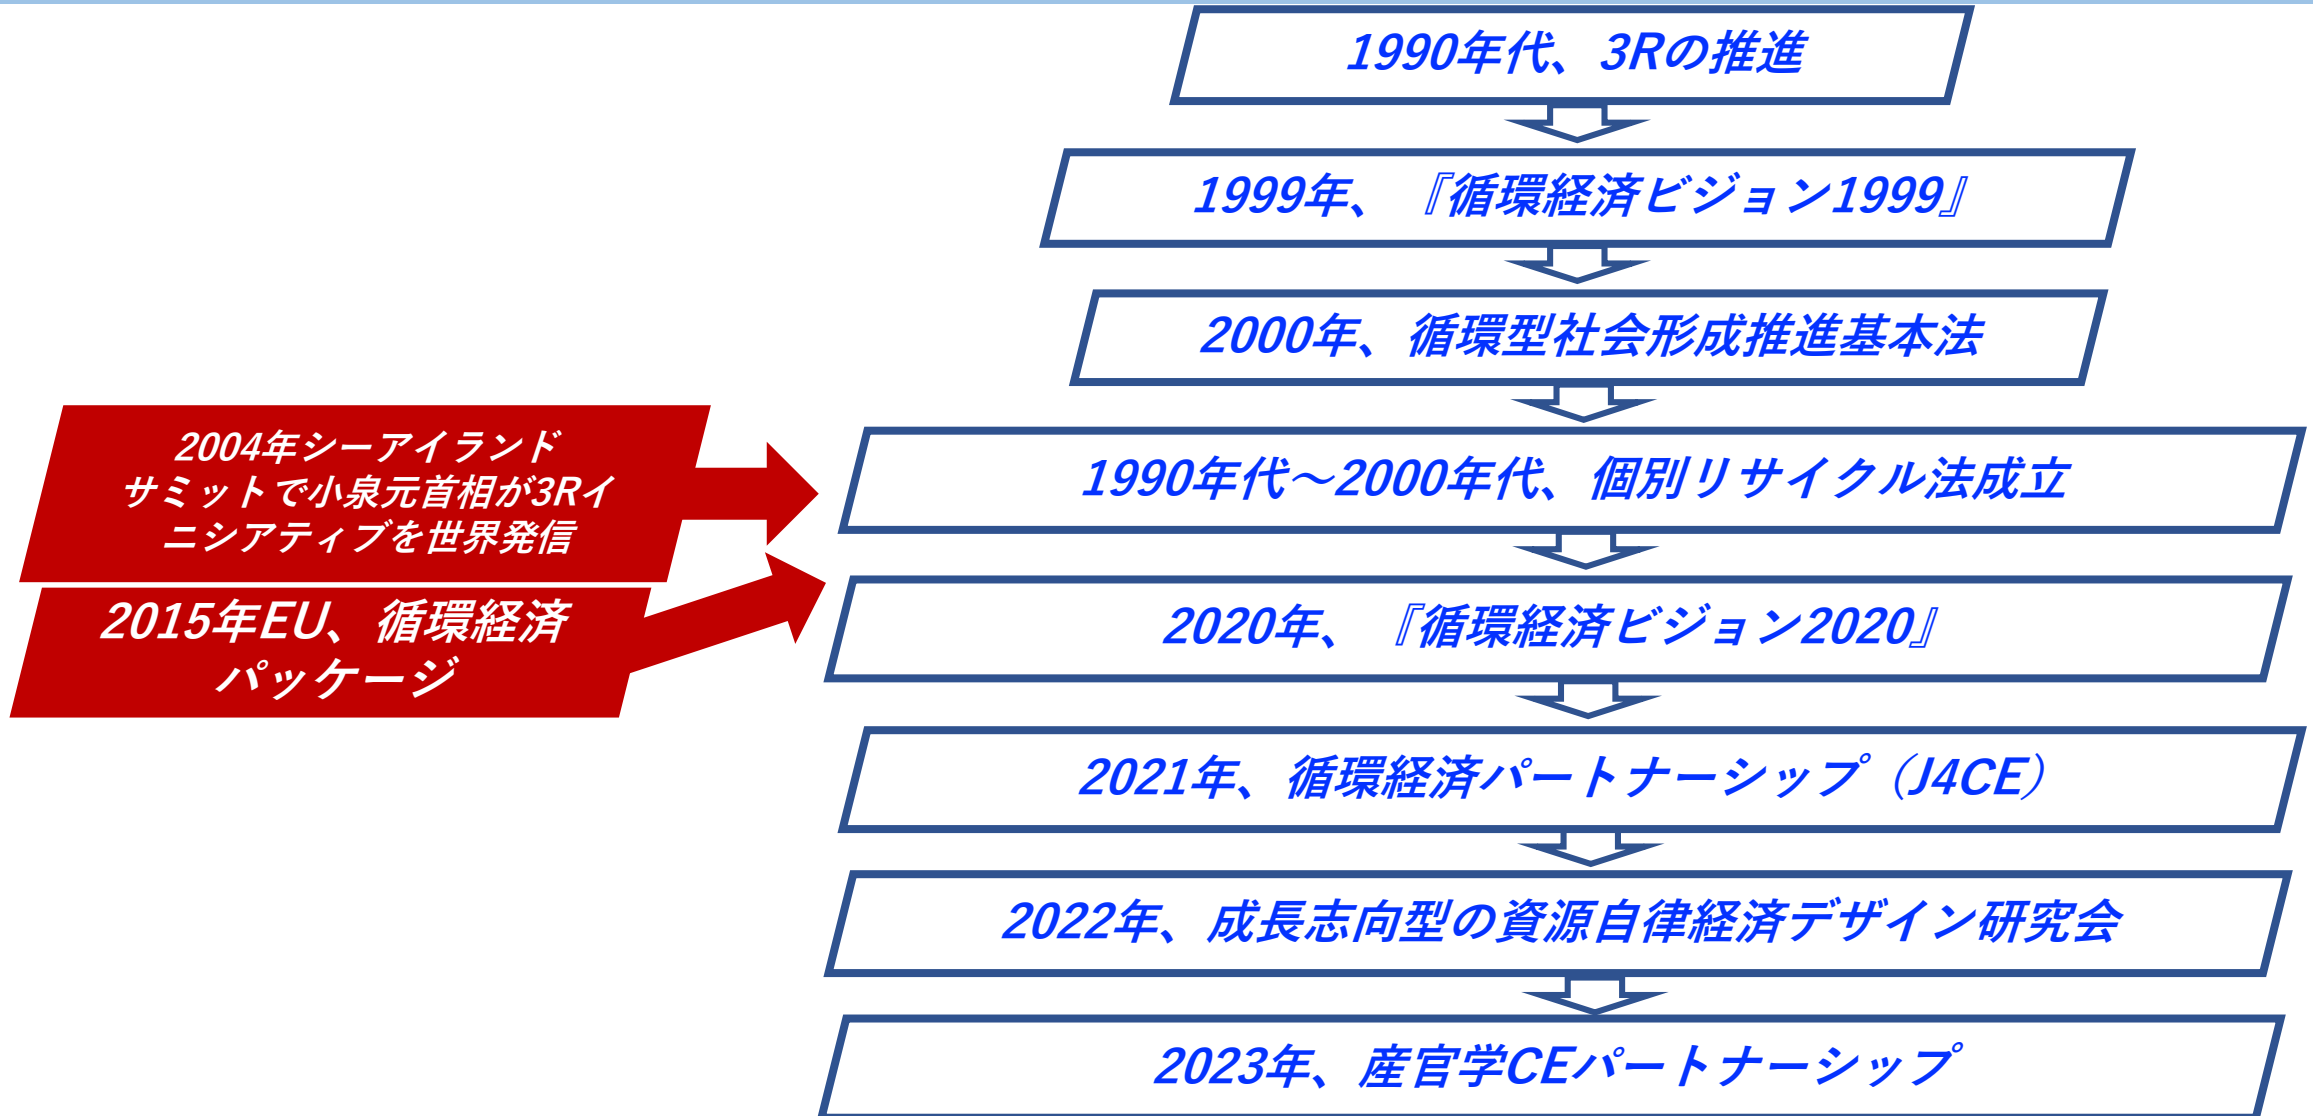 1990年代、3Rの推進
1999年、『循環経済ビジョン1999』
2000年、循環型社会形成推進基本法
2004年シーアイランド
サミットで小泉元首相が3Rイ
ニシアティブを世界発信
1990年代～2000年代、個別リサイクル法成立
2015年EU、循環経済
パッケージ
2020年、『循環経済ビジョン2020』
2021年、循環経済パートナーシップ（J4CE）
2022年、成長志向型の資源自律経済デザイン研究会
2023年、産官学CEパートナーシップ